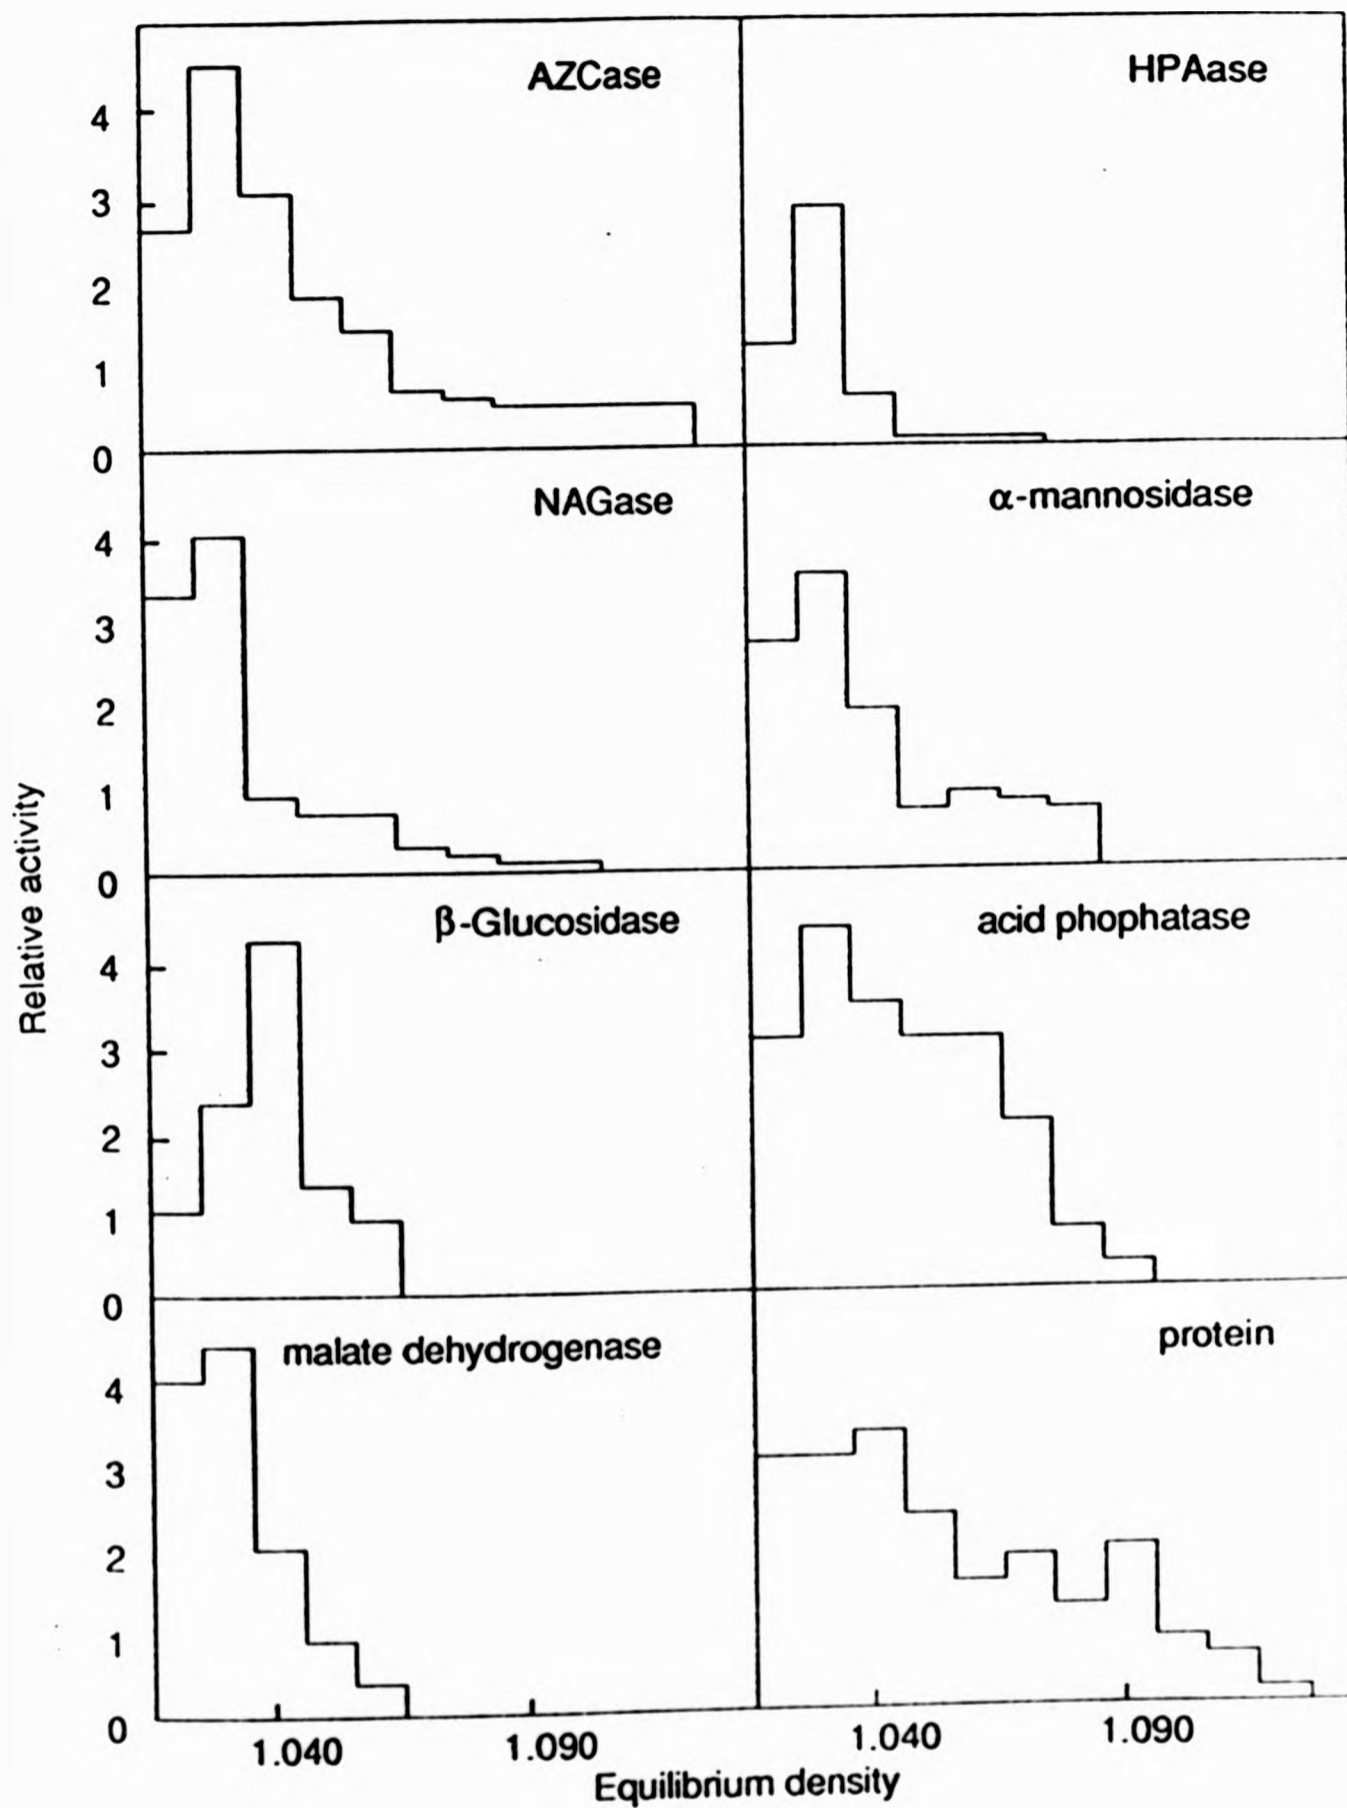 AZCase
HPAase
4
3
2
1
0
NAGase
α-mannosidase
4
3
2
1
0
β-Glucosidase
acid phophatase
4
3
2
1
0
malate dehydrogenase
protein
4
3
2
1
0
1.040
1.090
1.040
1.090
Relative activity
Equilibrium density